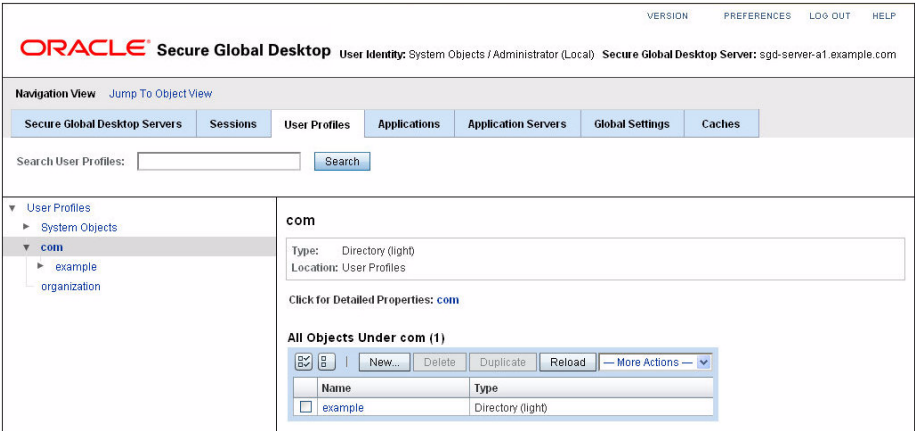 VERSION PREFERENCES LOG OUT HELP
ORACLE® Secure Global Desktop User Identity: System Objects / Administrator (Local) Secure Global Desktop Server: sgd-server-a1.example.com
Navigation View Jump To Object View
Secure Global Desktop Servers Sessions User Profiles Applications Application Servers Global Settings Caches
Search User Profiles: Search
User Profiles
System Objects
com
example
organization
com
Type: Directory (light)
Location: User Profiles
Click for Detailed Properties: com
All Objects Under com (1)
New... Delete Duplicate Reload — More Actions —
Name Type
example Directory (light)